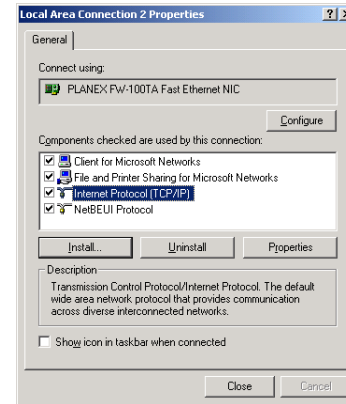 Local Area Connection 2 Properties
General
Connect using:
PLANEX FW-100TA Fast Ethernet NIC
Configure
Components checked are used by this connection:
Client for Microsoft Networks
File and Printer Sharing for Microsoft Networks
Internet Protocol (TCP/IP)
NetBEUI Protocol
Install... Uninstall Properties
Description
Transmission Control Protocol/Internet Protocol. The default
wide area network protocol that provides communication
across diverse interconnected networks.
Show icon in taskbar when connected
Close Cancel